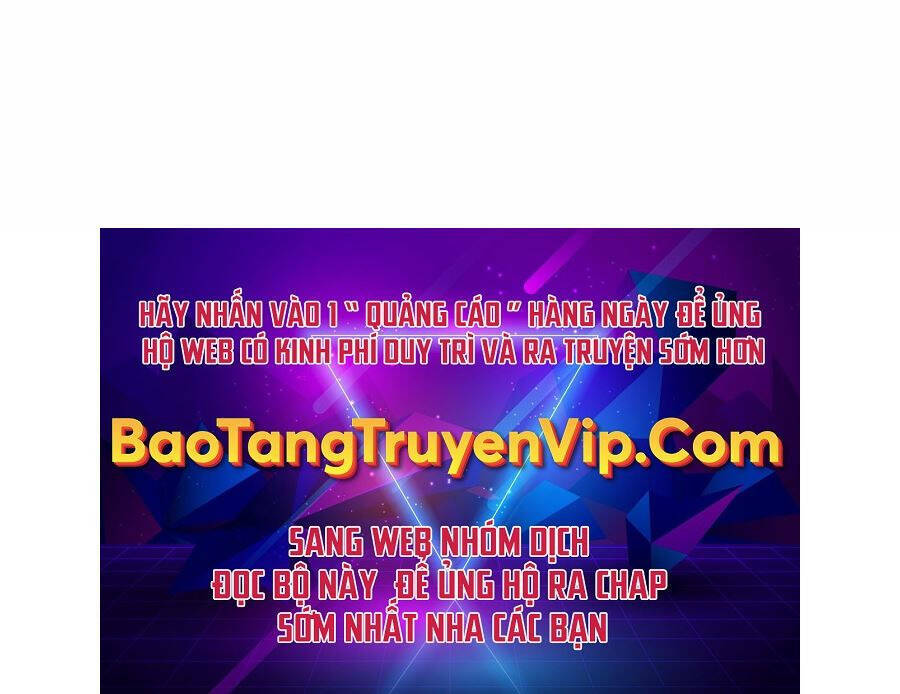 HÃY NHẤN VÀO 1 “ QUẢNG CÁO ” HÀNG NGÀY ĐỂ ỦNG
HỘ WEB CÓ KINH PHÍ DUY TRÌ VÀ RA TRUYỆN SỚM HƠN
BaoTangTruyenVip.Com
SANG WEB NHÓM DỊCH
ĐỌC BỘ NÀY ĐỂ ỦNG HỘ RA CHAP
SỚM NHẤT NHA CÁC BẠN